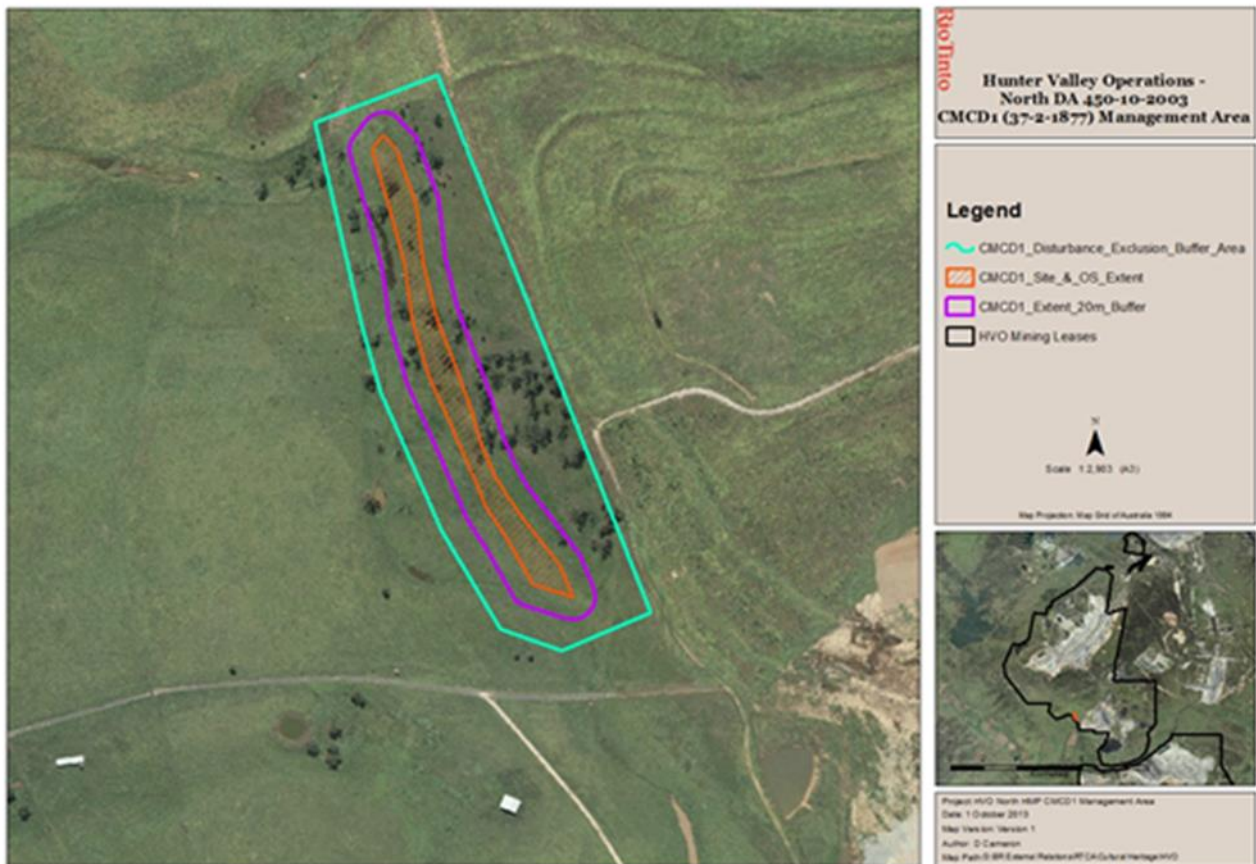 RioTinto
Hunter Valley Operations -
North DA 450-10-2003
CMCD1 (37-2-1877) Management Area
Legend
CMCD1_Disturbance_Exclusion_Buffer_Area
CMCD1_Site_&_OS_Extent
CMCD1_Extent_20m_Buffer
HVO Mining Leases
N
Scale 1:2,903 (A3)
Map Projection: Map Grid of Australia 1994
Project: HVO North HMP CMCD1 Management Area
Date: 1 October 2013
Map Version: Version 1
Author: D Cameron
Map Path: